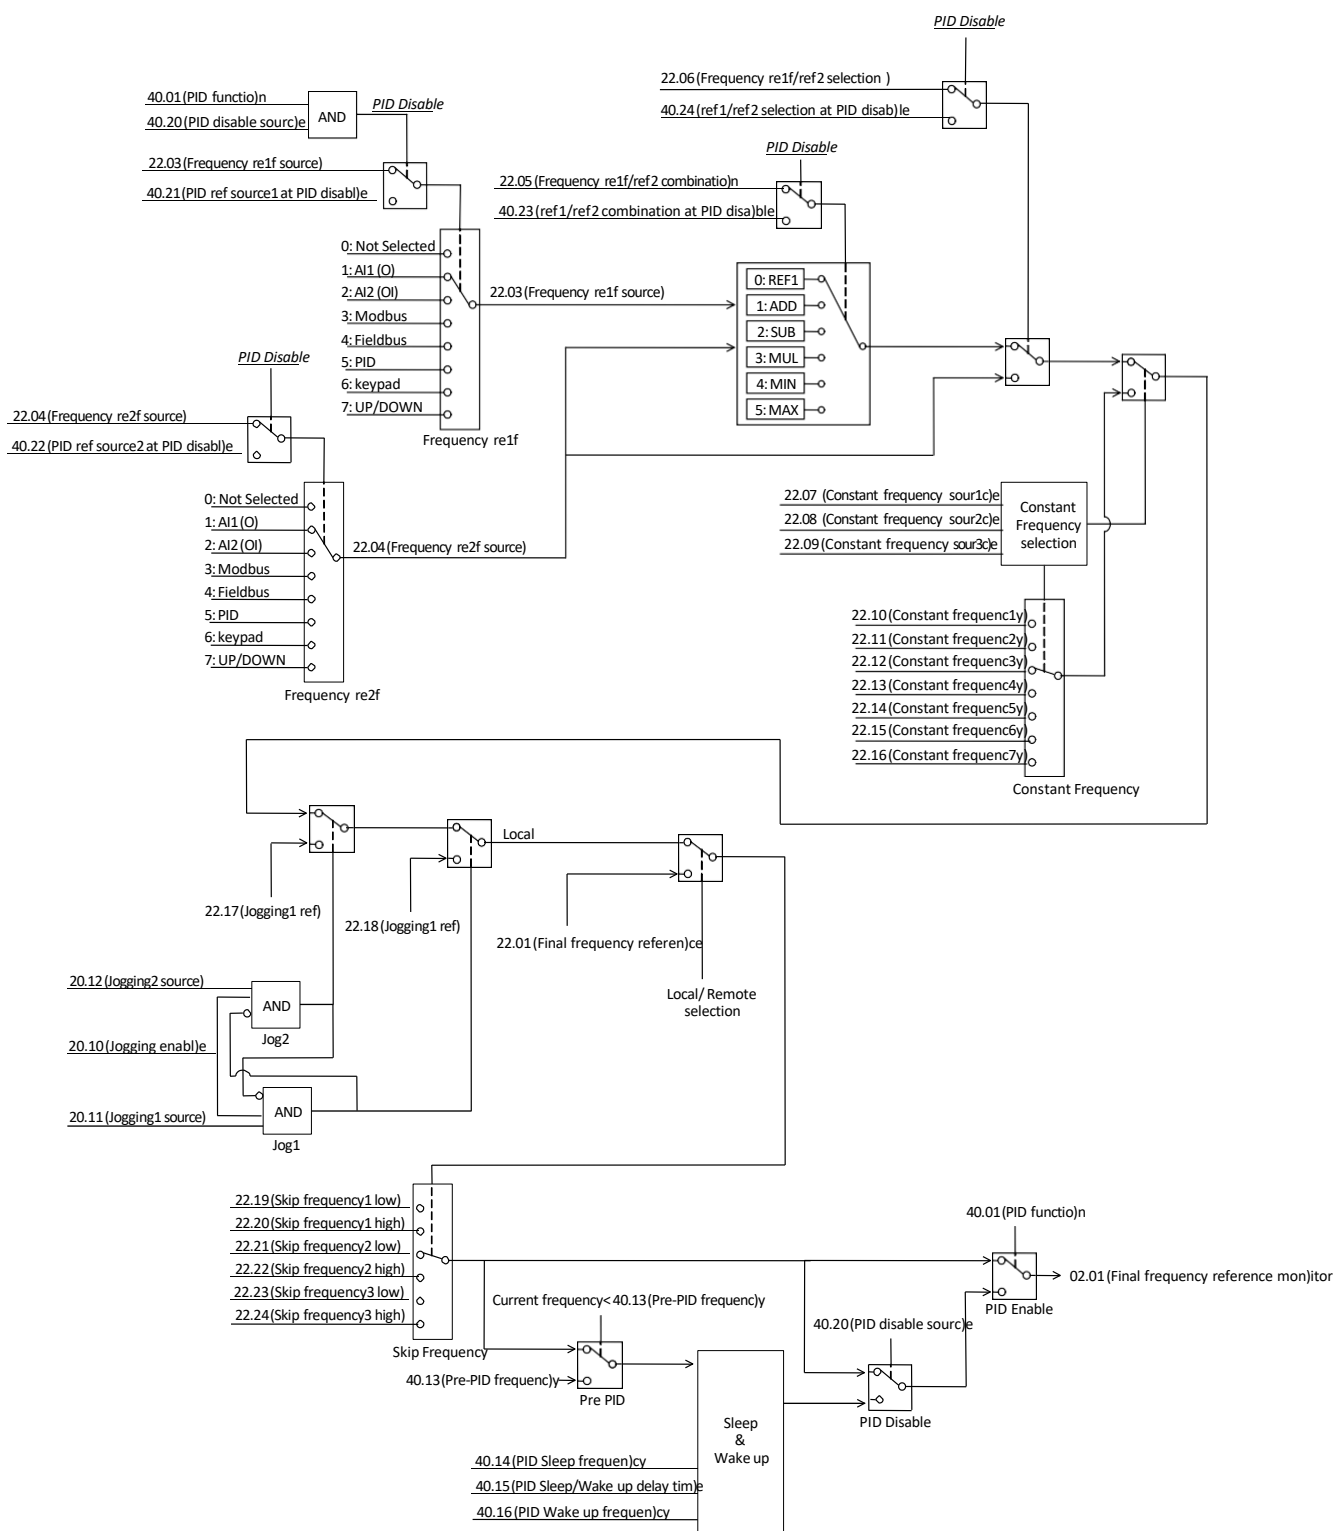 PID Disable
22.06 (Frequency re1f/ref2 selection )
40.24 (ref1/ref2 selection at PID disab)le
40.01 (PID functio)n
40.20 (PID disable sourc)e
AND
PID Disable
22.03 (Frequency re1f source)
40.21 (PID ref source1 at PID disabl)e
PID Disable
22.05 (Frequency re1f/ref2 combinatio)n
40.23 (ref1/ref2 combination at PID disa)ble
0: Not Selected
1: AI1 (O)
2: AI2 (OI)
3: Modbus
4: Fieldbus
5: PID
6: keypad
7: UP/DOWN
Frequency re1f
22.03 (Frequency re1f source)
0: REF1
1: ADD
2: SUB
3: MUL
4: MIN
5: MAX
PID Disable
22.04 (Frequency re2f source)
40.22 (PID ref source2 at PID disabl)e
0: Not Selected
1: AI1 (O)
2: AI2 (OI)
3: Modbus
4: Fieldbus
5: PID
6: keypad
7: UP/DOWN
Frequency re2f
22.04 (Frequency re2f source)
22.07 (Constant frequency sour1c)e
22.08 (Constant frequency sour2c)e
22.09 (Constant frequency sour3c)e
Constant
Frequency
selection
22.10 (Constant frequenc1y)
22.11 (Constant frequenc2y)
22.12 (Constant frequenc3y)
22.13 (Constant frequenc4y)
22.14 (Constant frequenc5y)
22.15 (Constant frequenc6y)
22.16 (Constant frequenc7y)
Constant Frequency
Local
22.17 (Jogging1 ref)
22.18 (Jogging1 ref)
22.01 (Final frequency referen)ce
Local/ Remote
selection
20.12 (Jogging2 source)
AND
Jog2
20.10 (Jogging enabl)e
20.11 (Jogging1 source)
AND
Jog1
22.19 (Skip frequency1 low)
22.20 (Skip frequency1 high)
22.21 (Skip frequency2 low)
22.22 (Skip frequency2 high)
22.23 (Skip frequency3 low)
22.24 (Skip frequency3 high)
Skip Frequency
40.01 (PID functio)n
02.01 (Final frequency reference mon)itor
PID Enable
Current frequency< 40.13 (Pre-PID frequenc)y
40.13 (Pre-PID frequenc)y
Pre PID
40.20 (PID disable sourc)e
PID Disable
Sleep
&
Wake up
40.14 (PID Sleep frequen)cy
40.15 (PID Sleep/Wake up delay tim)e
40.16 (PID Wake up frequen)cy